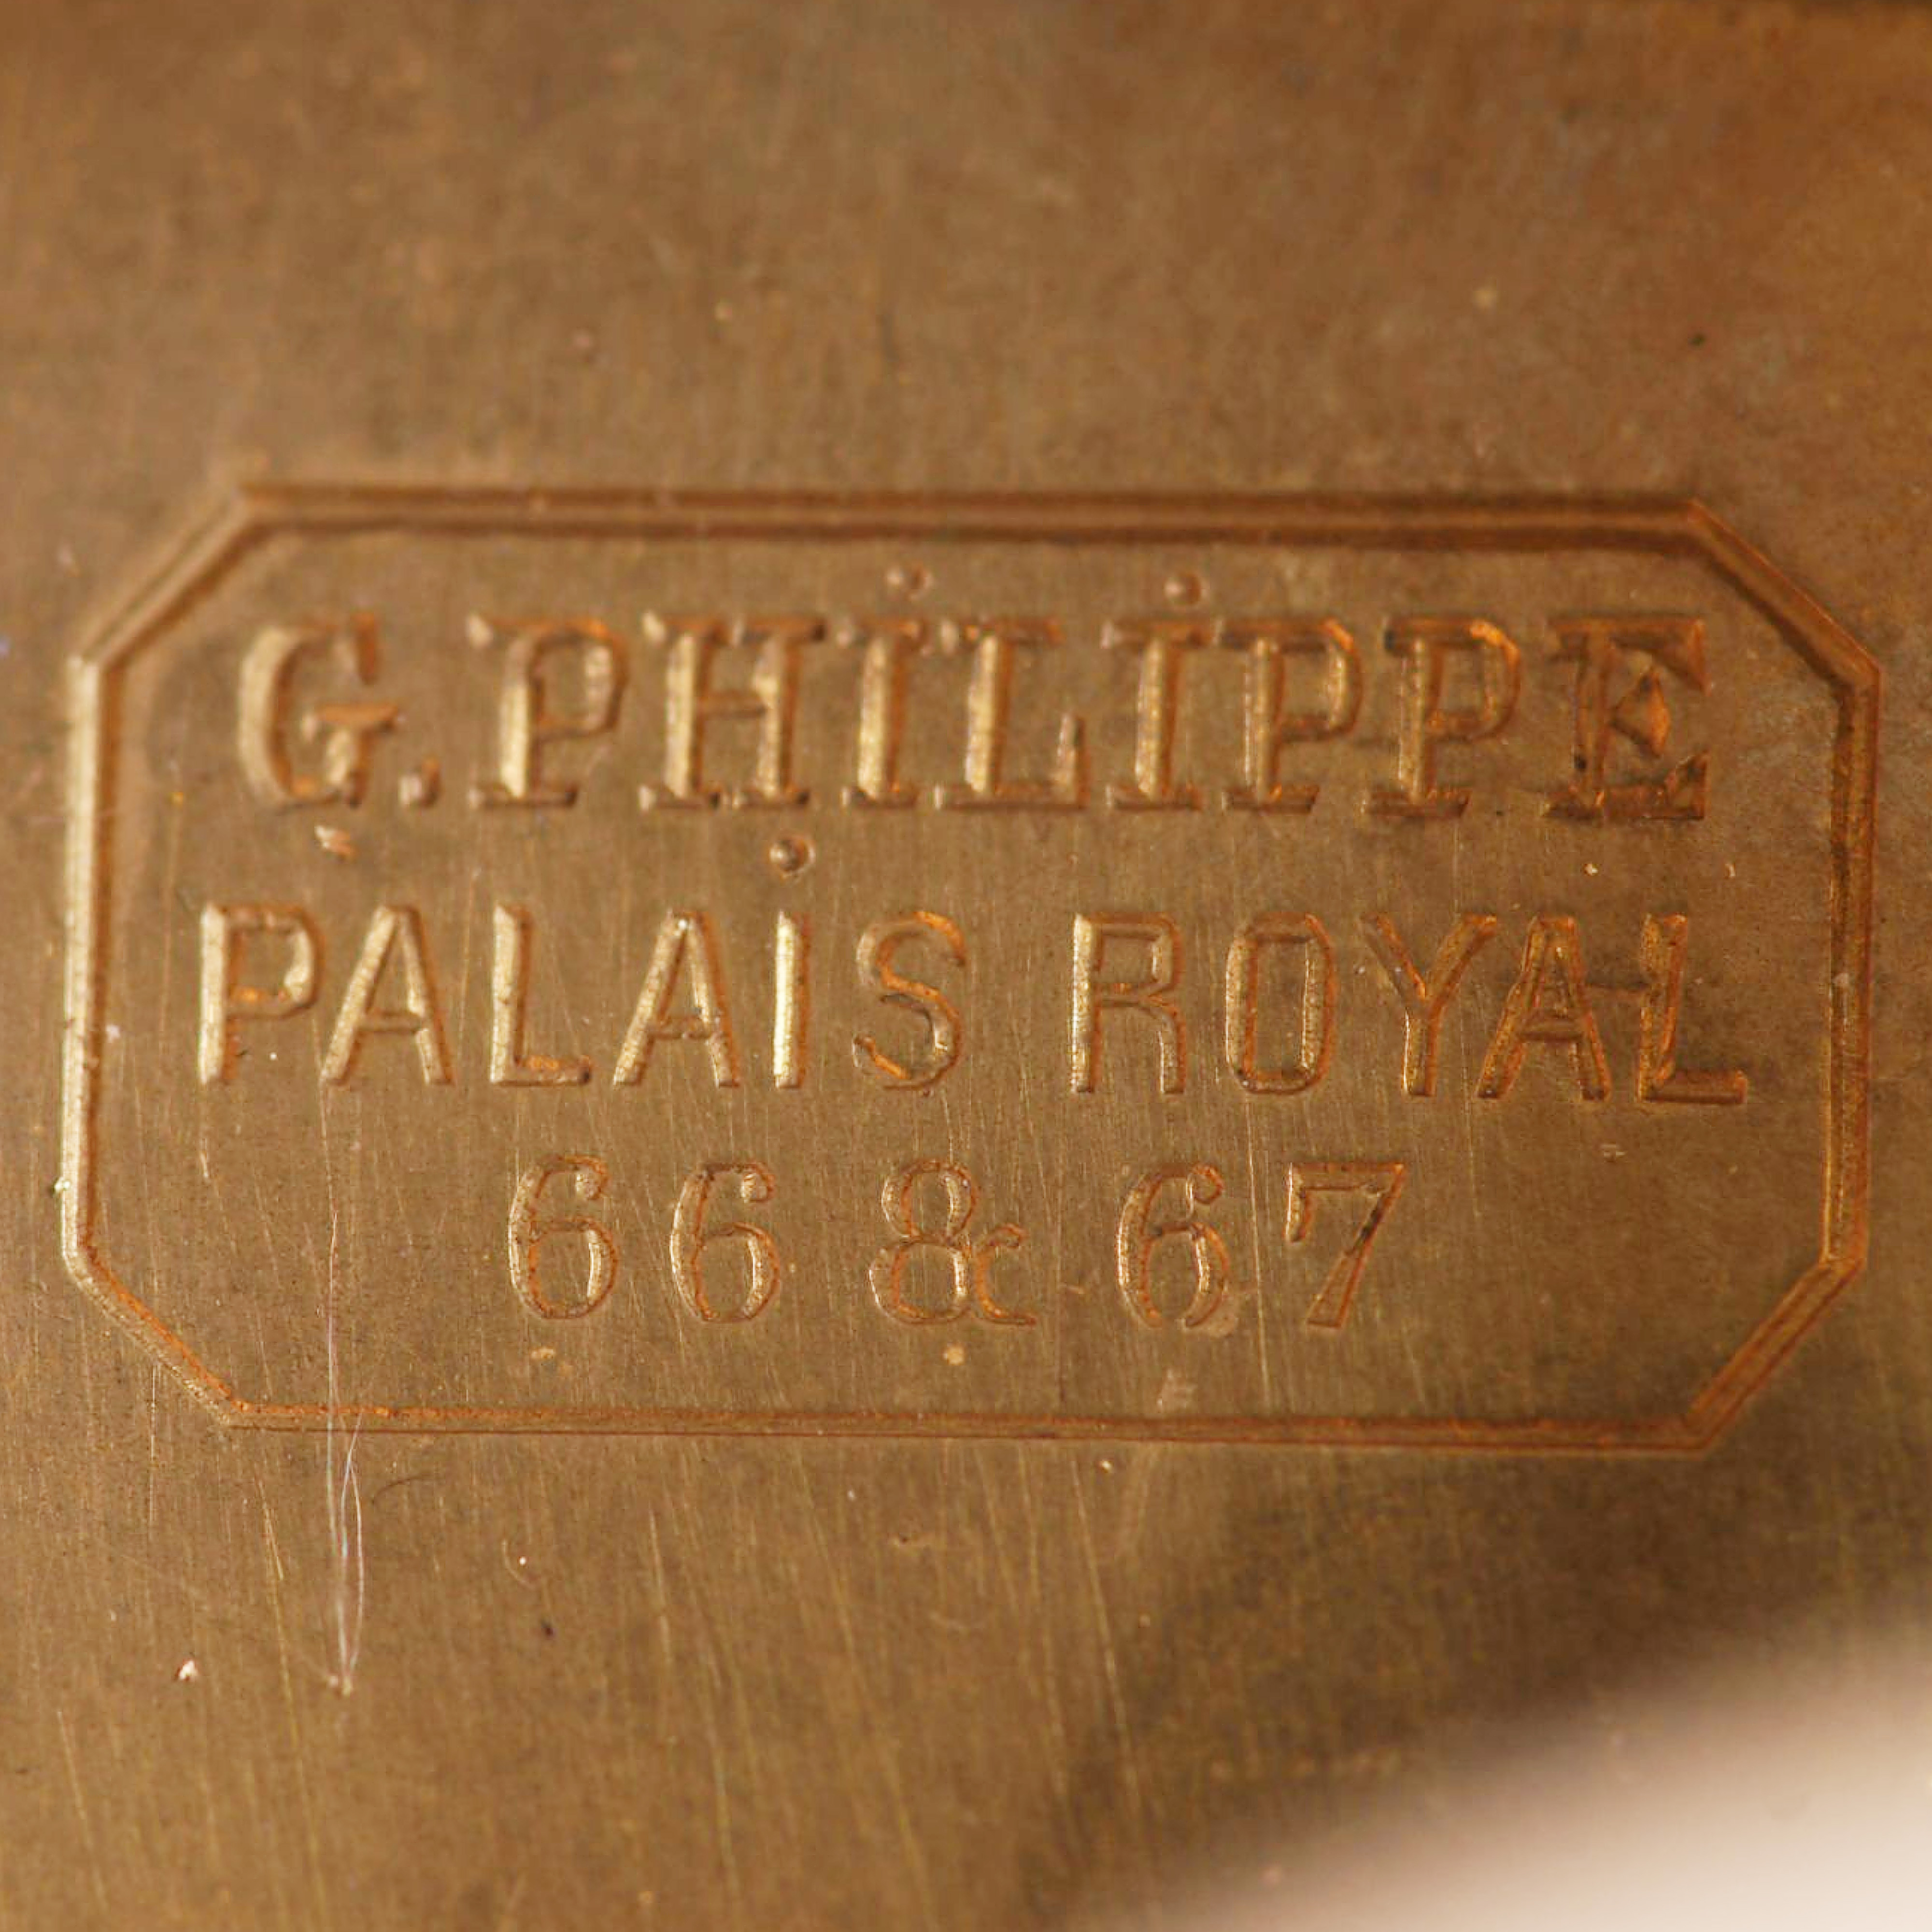 G. PHiLiPPE
PALAiS ROYAL
66 & 67